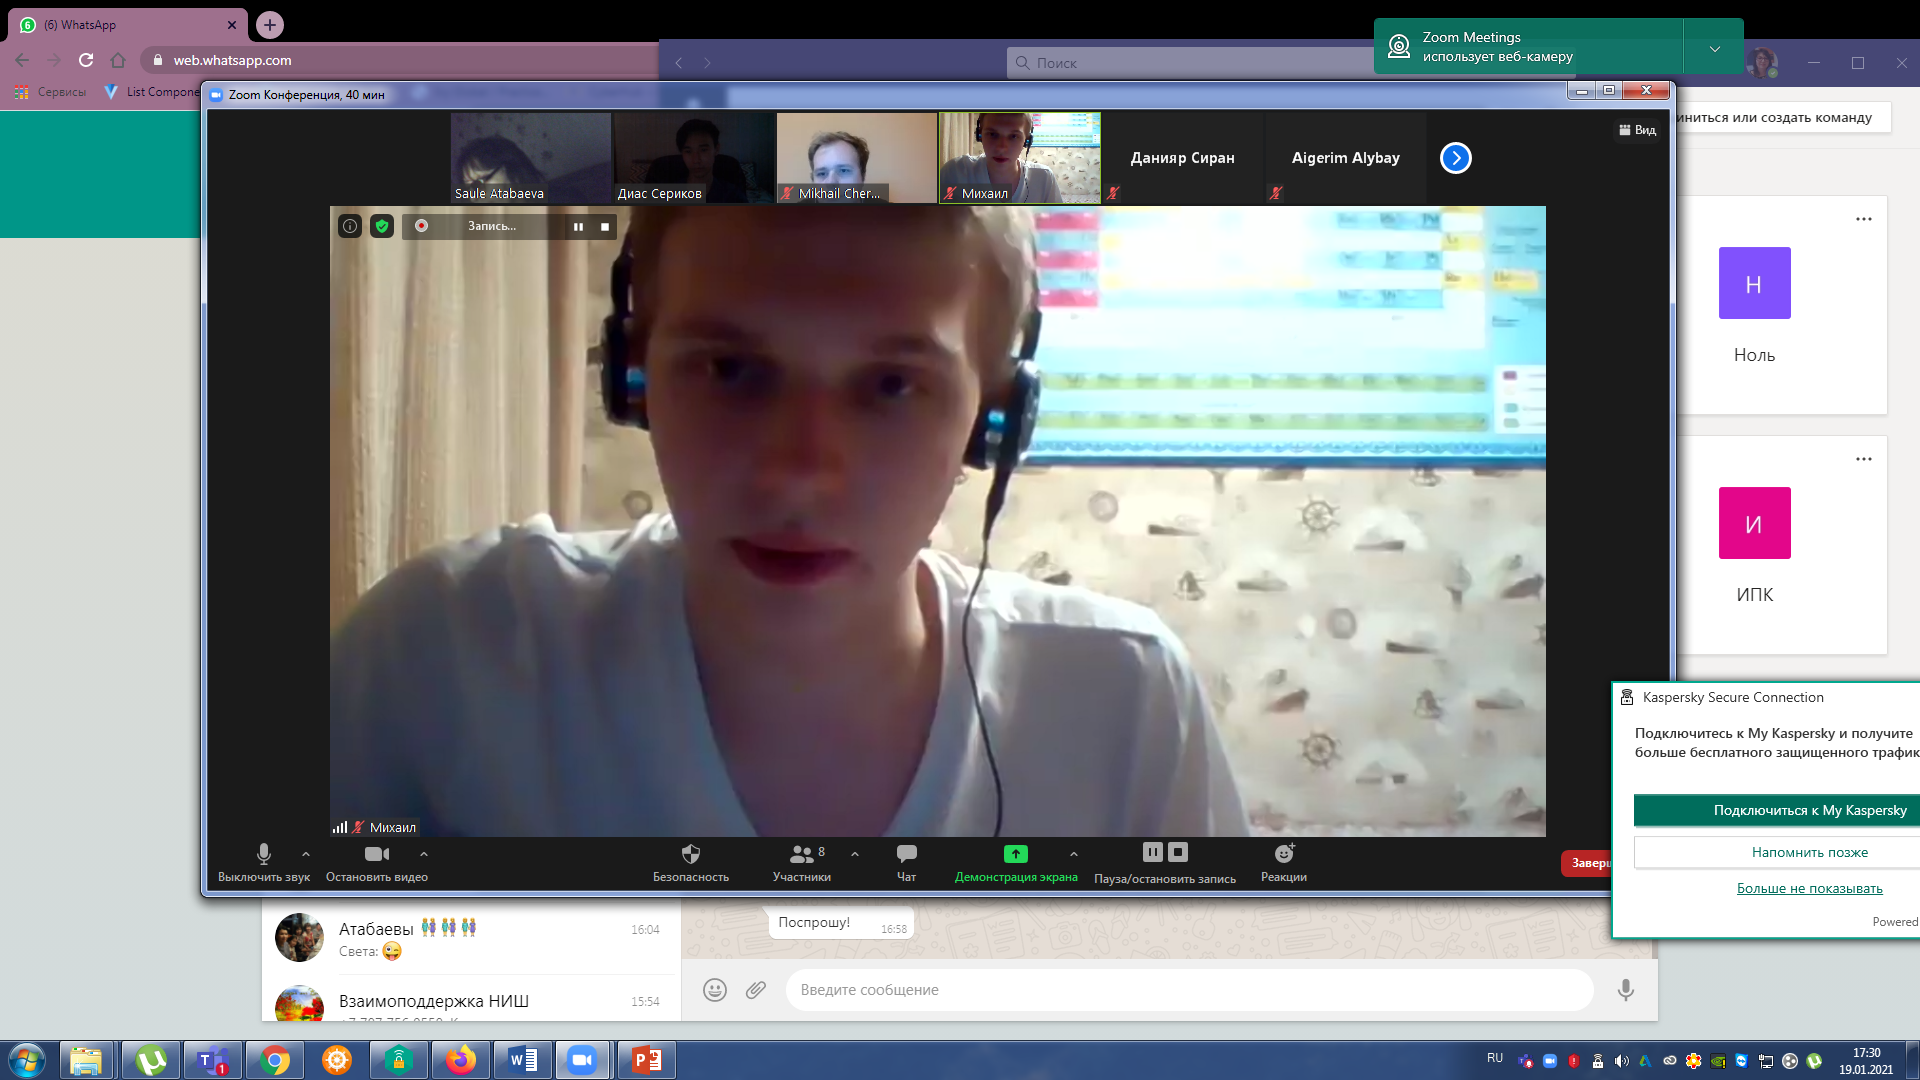 (6) WhatsApp
web.whatsapp.com
Сервисы
List Compone
Поиск
Zoom Meetings
использует веб-камеру
Zoom Конференция, 40 мин
иниться или создать команду
Вид
Saule Atabaeva
Диас Сериков
Mikhail Cher...
Михаил
Данияр Сиран
Aigerim Alybay
Запись...
Н
Ноль
И
ИПК
Михаил
Kaspersky Secure Connection
Подключитесь к My Kaspersky и получите
больше бесплатного защищенного трафик
Подключиться к My Kaspersky
Напомнить позже
Больше не показывать
Powered
8
Выключить звук
Остановить видео
Безопасность
Участники
Чат
Демонстрация экрана
Пауза/остановить запись
Реакции
Заверш
Атабаевы
16:04
Света:
Взаимоподдержка НИШ
15:54
Поспрошу!
16:58
Введите сообщение
RU
17:30
19.01.2021